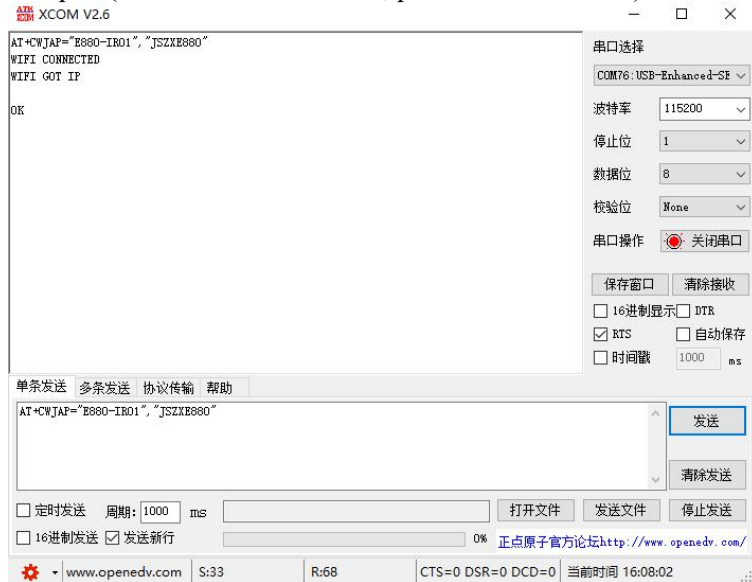 XCOM V2.6
AT+CWJAP="E880-IR01","JSZXE880"
WIFI CONNECTED
WIFI GOT IP
OK
串口选择
COM76:USB-Enhanced-SE
波特率 115200
停止位 1
数据位 8
校验位 None
串口操作 关闭串口
保存窗口 清除接收
16进制显示 DTR
RTS 自动保存
时间戳 1000 ms
单条发送 多条发送 协议传输 帮助
AT+CWJAP="E880-IR01","JSZXE880"
发送
清除发送
定时发送 周期: 1000 ms 打开文件 发送文件 停止发送
16进制发送 发送新行 0% 正点原子官方论坛http://www.openedv.com/
www.openedv.com S:33 R:68 CTS=0 DSR=0 DCD=0 当前时间 16:08:02